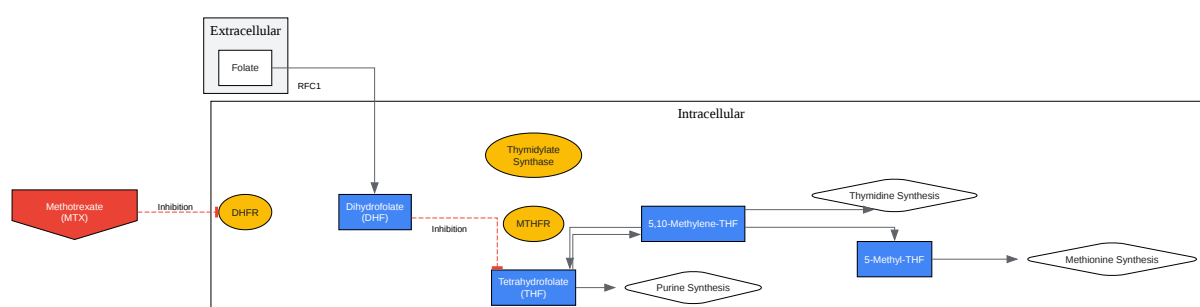 Extracellular
Folate
RFC1
Intracellular
Thymidylate
Synthase
Methotrexate
(MTX)
Inhibition
DHFR
Dihydrofolate
(DHF)
Inhibition
MTHFR
5,10-Methylene-THF
Thymidine Synthesis
5-Methyl-THF
Methionine Synthesis
Tetrahydrofolate
(THF)
Purine Synthesis